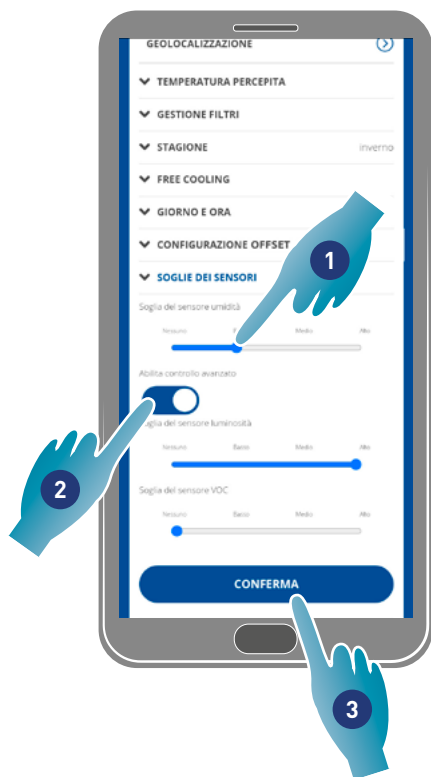 GEOLOCALIZZAZIONE
TEMPERATURA PERCEPITA
GESTIONE FILTRI
STAGIONE inverno
FREE COOLING
GIORNO E ORA
CONFIGURAZIONE OFFSET
1
SOGLIE DEI SENSORI
Soglia del sensore umidità
Nessuno Medio Alto
Abilita controllo avanzato
2
del sensore luminosità
Nessuno Basso Medio Alto
Soglia del sensore VOC
Nessuno Basso Medio Alto
CONFERMA
3